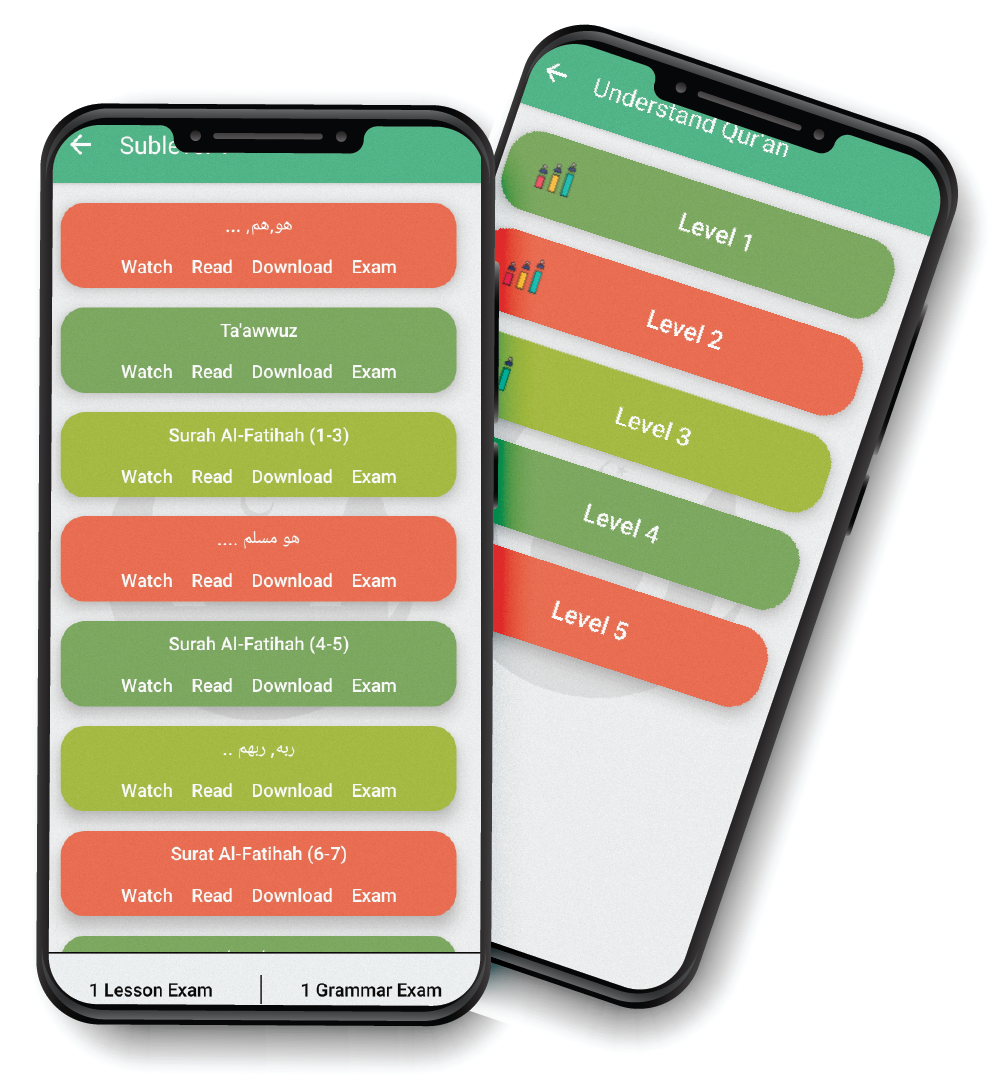 هو,هم, ...
Watch Read Download Exam
Ta'awwuz
Watch Read Download Exam
Surah Al-Fatihah (1-3)
Watch Read Download Exam
هو مسلم ....
Watch Read Download Exam
Surah Al-Fatihah (4-5)
Watch Read Download Exam
ربه, ربهم ..
Watch Read Download Exam
Surat Al-Fatihah (6-7)
Watch Read Download Exam
1 Lesson Exam 1 Grammar Exam
Understand Qur'an
Level 1
Level 2
Level 3
Level 4
Level 5